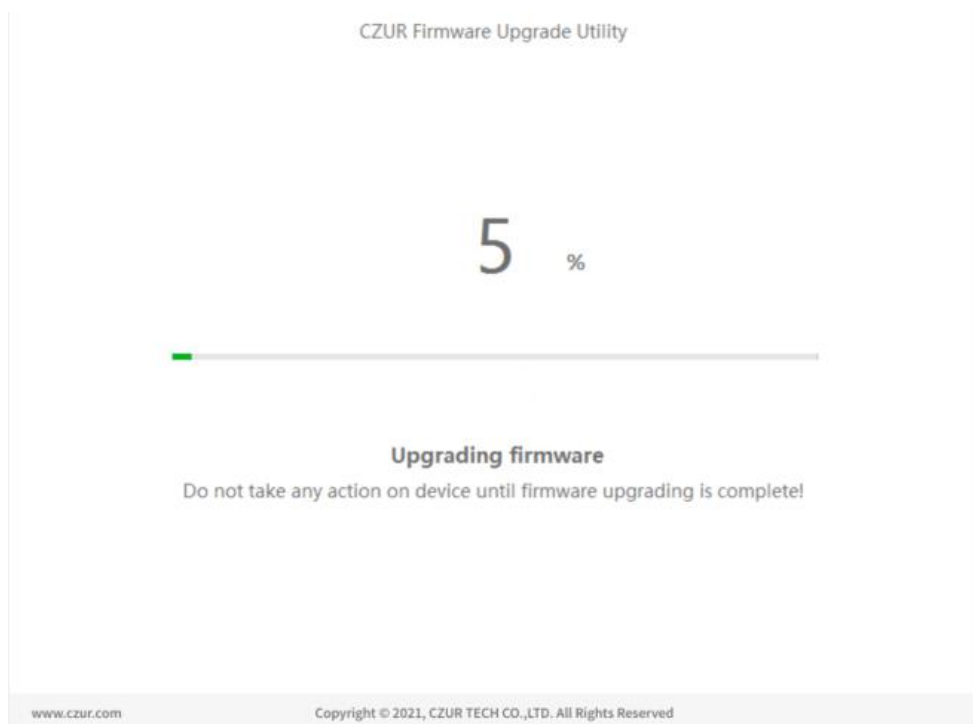 CZUR Firmware Upgrade Utility
5 %
Upgrading firmware
Do not take any action on device until firmware upgrading is complete!
www.czur.com
Copyright © 2021, CZUR TECH CO.,LTD. All Rights Reserved